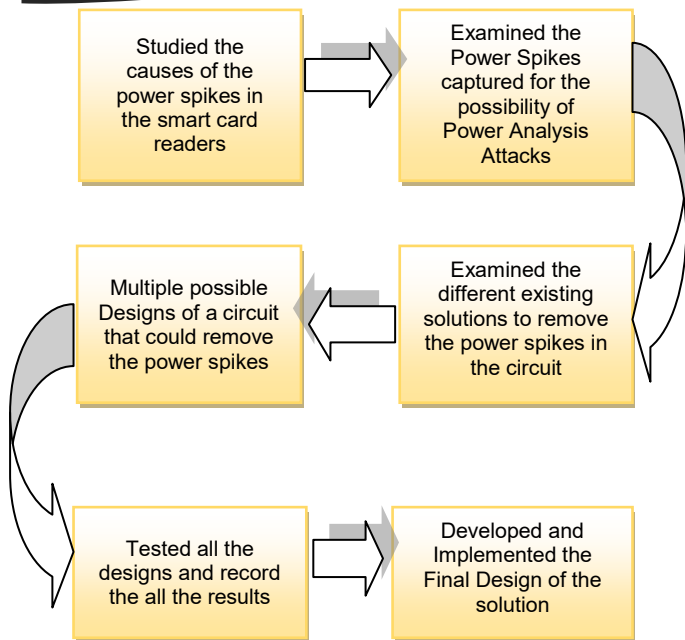 Studied the
causes of the
power spikes in
the smart card
readers
Examined the
Power Spikes
captured for the
possibility of
Power Analysis
Attacks
Examined the
different existing
solutions to remove
the power spikes in
the circuit
Multiple possible
Designs of a circuit
that could remove
the power spikes
Tested all the
designs and record
the all the results
Developed and
Implemented the
Final Design of the
solution